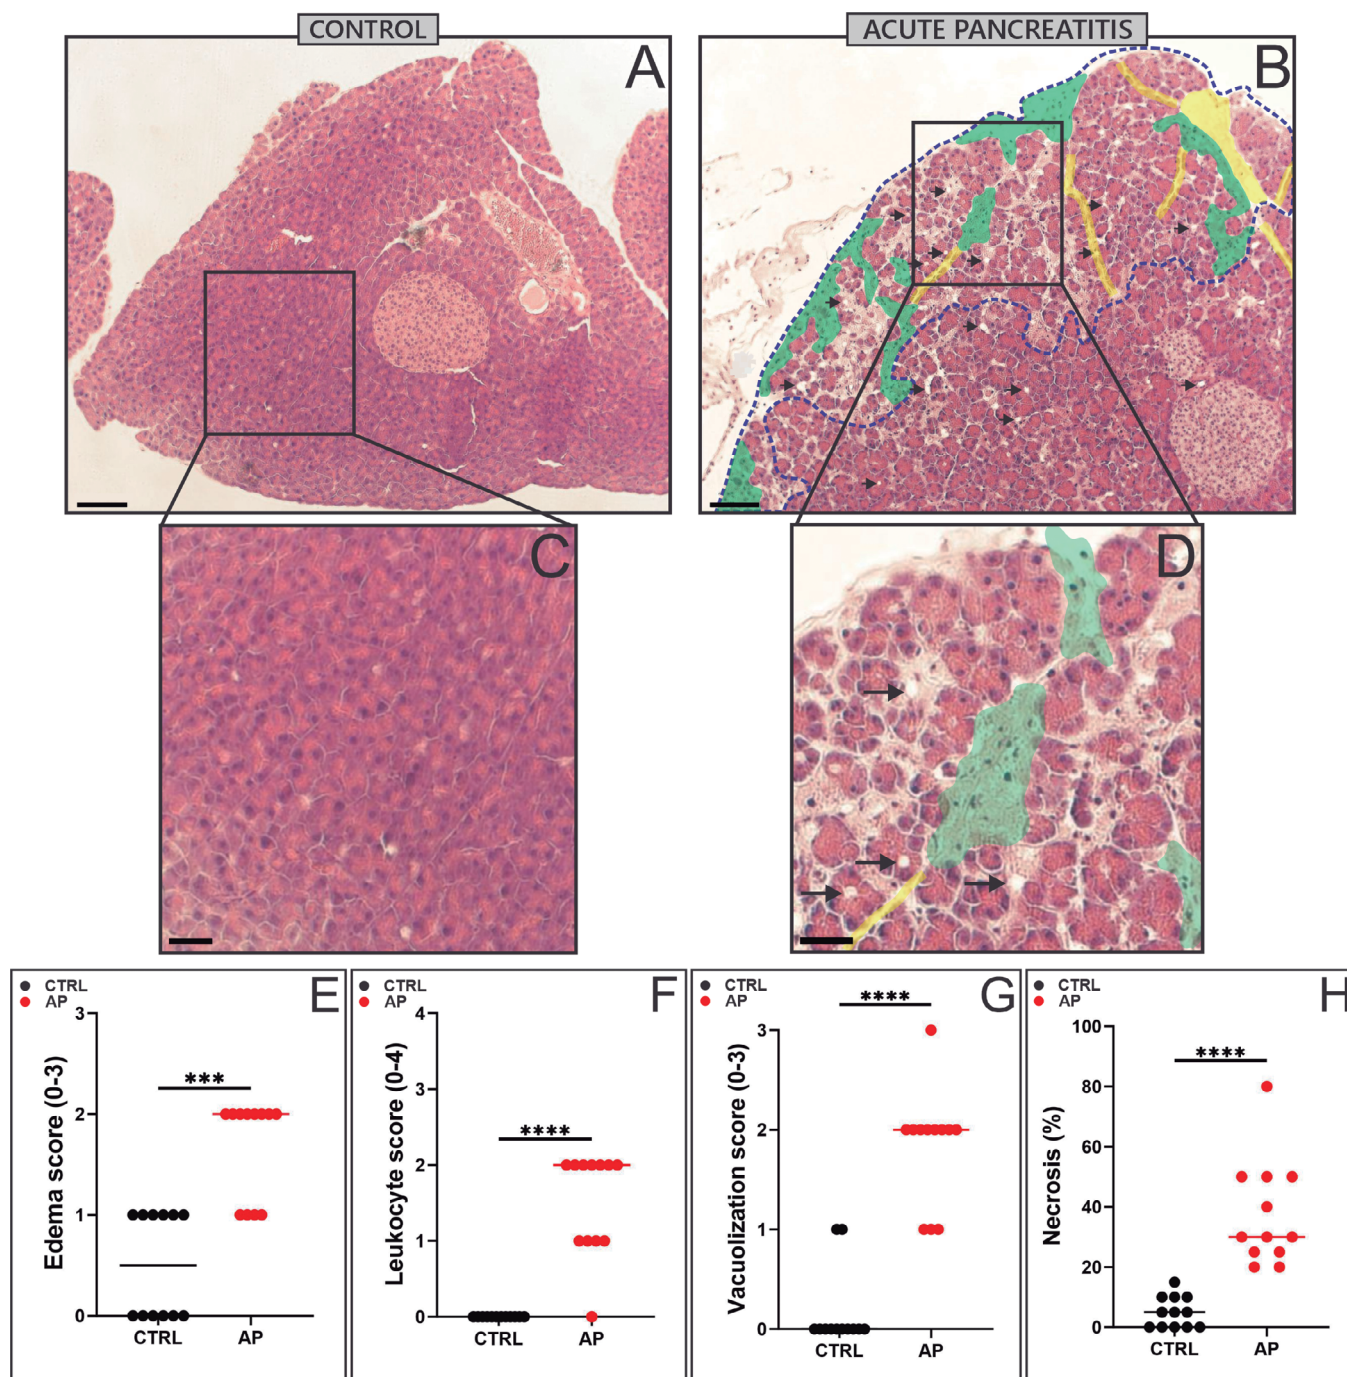 CONTROL
ACUTE PANCREATITIS
A
B
C
D
CTRL
AP
E
Edema score (0-3)
3
2
1
0
***
CTRL
AP
CTRL
AP
F
Leukocyte score (0-4)
4
3
2
1
0
****
CTRL
AP
CTRL
AP
G
Vacuolization score (0-3)
3
2
1
0
****
CTRL
AP
CTRL
AP
H
Necrosis (%)
100
80
60
40
20
0
****
CTRL
AP